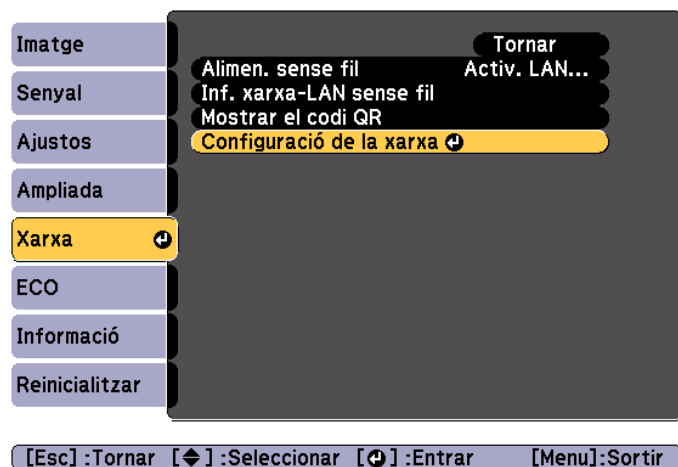 Imatge
Senyal
Ajustos
Ampliada
Xarxa
ECO
Informació
Reinicialitzar
Tornar
Alimen. sense fil Activ. LAN...
Inf. xarxa-LAN sense fil
Mostrar el codi QR
Configuració de la xarxa
[Esc] :Tornar [◆] :Seleccionar [↵] :Entrar [Menu]:Sortir